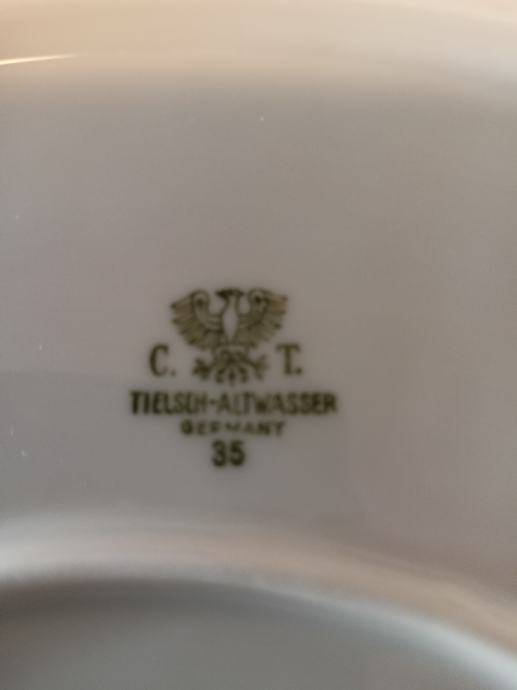 C. T.
TIELSCH-ALTWASSER
GERMANY
35